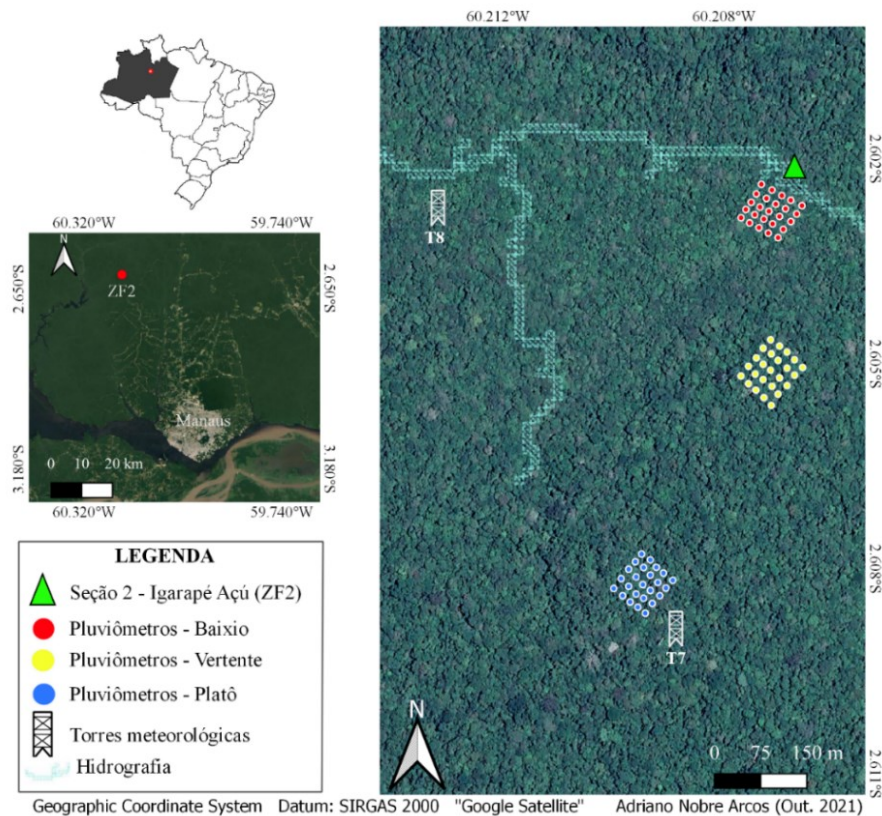 60.212°W 60.208°W
2.602°S
2.605°S
2.608°S
2.611°S
T8
T7
N
0 75 150 m
60.320°W 59.740°W
2.650°S 2.650°S
N
ZF2
Manaus
0 10 20 km
3.180°S 3.180°S
60.320°W 59.740°W
LEGENDA
Seção 2 - Igarapé Açú (ZF2)
Pluviômetros - Baixio
Pluviômetros - Vertente
Pluviômetros - Platô
Torres meteorológicas
Hidrografia
Geographic Coordinate System Datum: SIRGAS 2000 "Google Satellite" Adriano Nobre Arcos (Out. 2021)